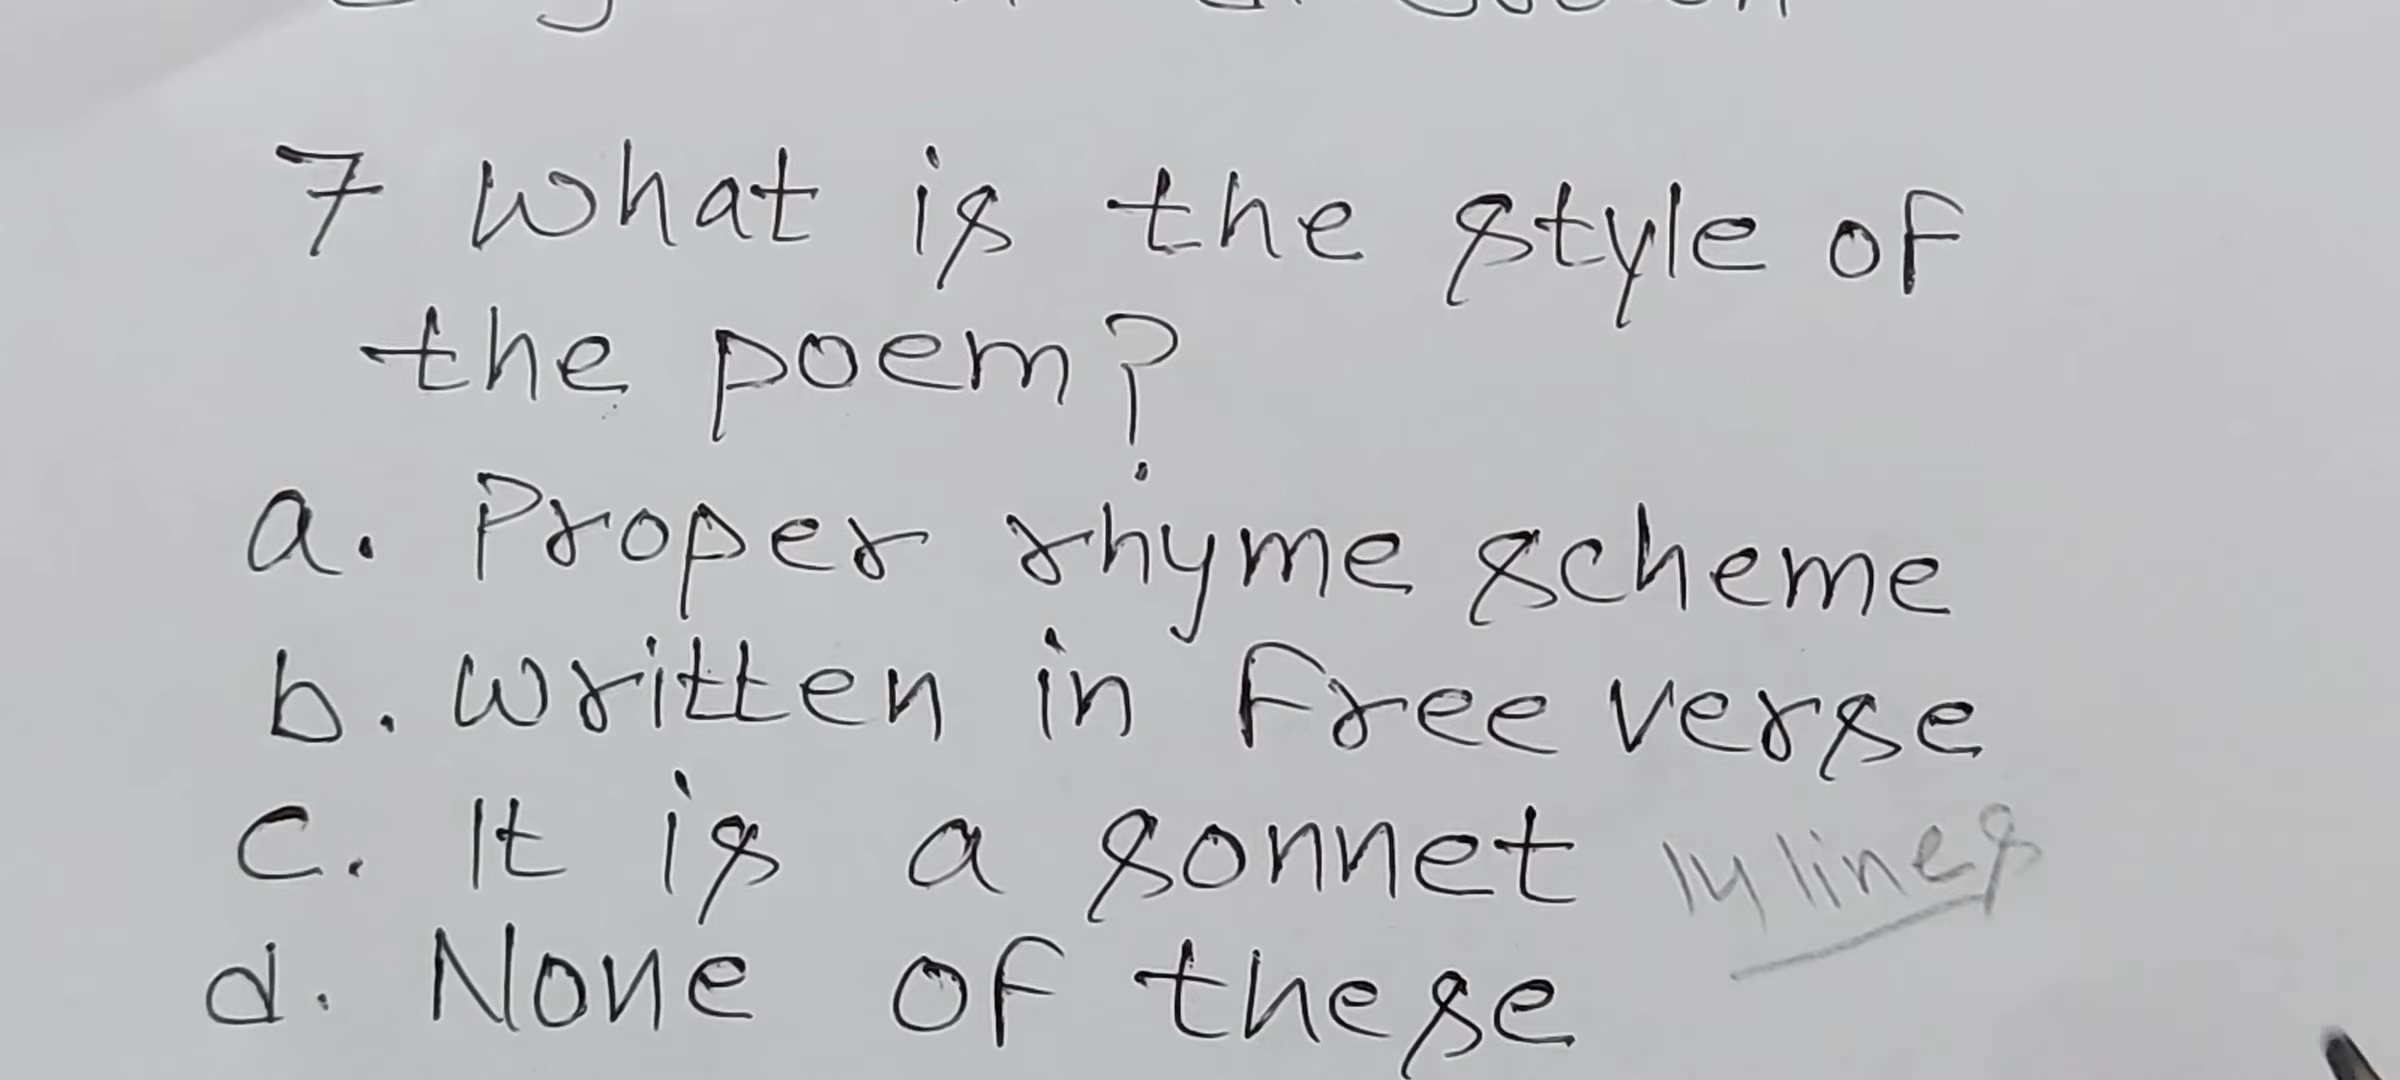 7 What is the style of
the poem?
a. Proper rhyme scheme
b. written in free verse
c. It is a sonnet 14 lines
d. None of these